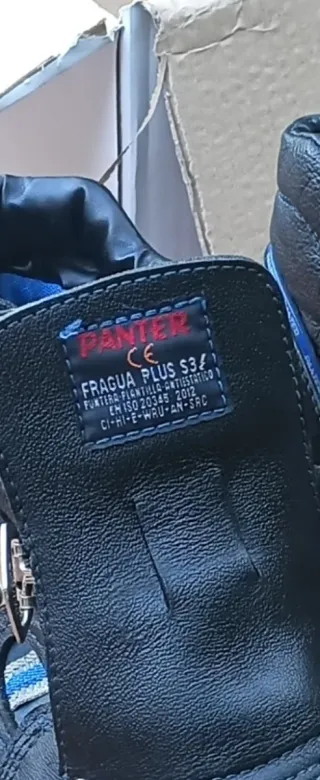 PANTER
CE
FRAGUA PLUS S3
PUNTERA-PLANTILLA-ANTIESTATICO
EN ISO 20345 2012
CI-HI-E-WRU-AN-SRC